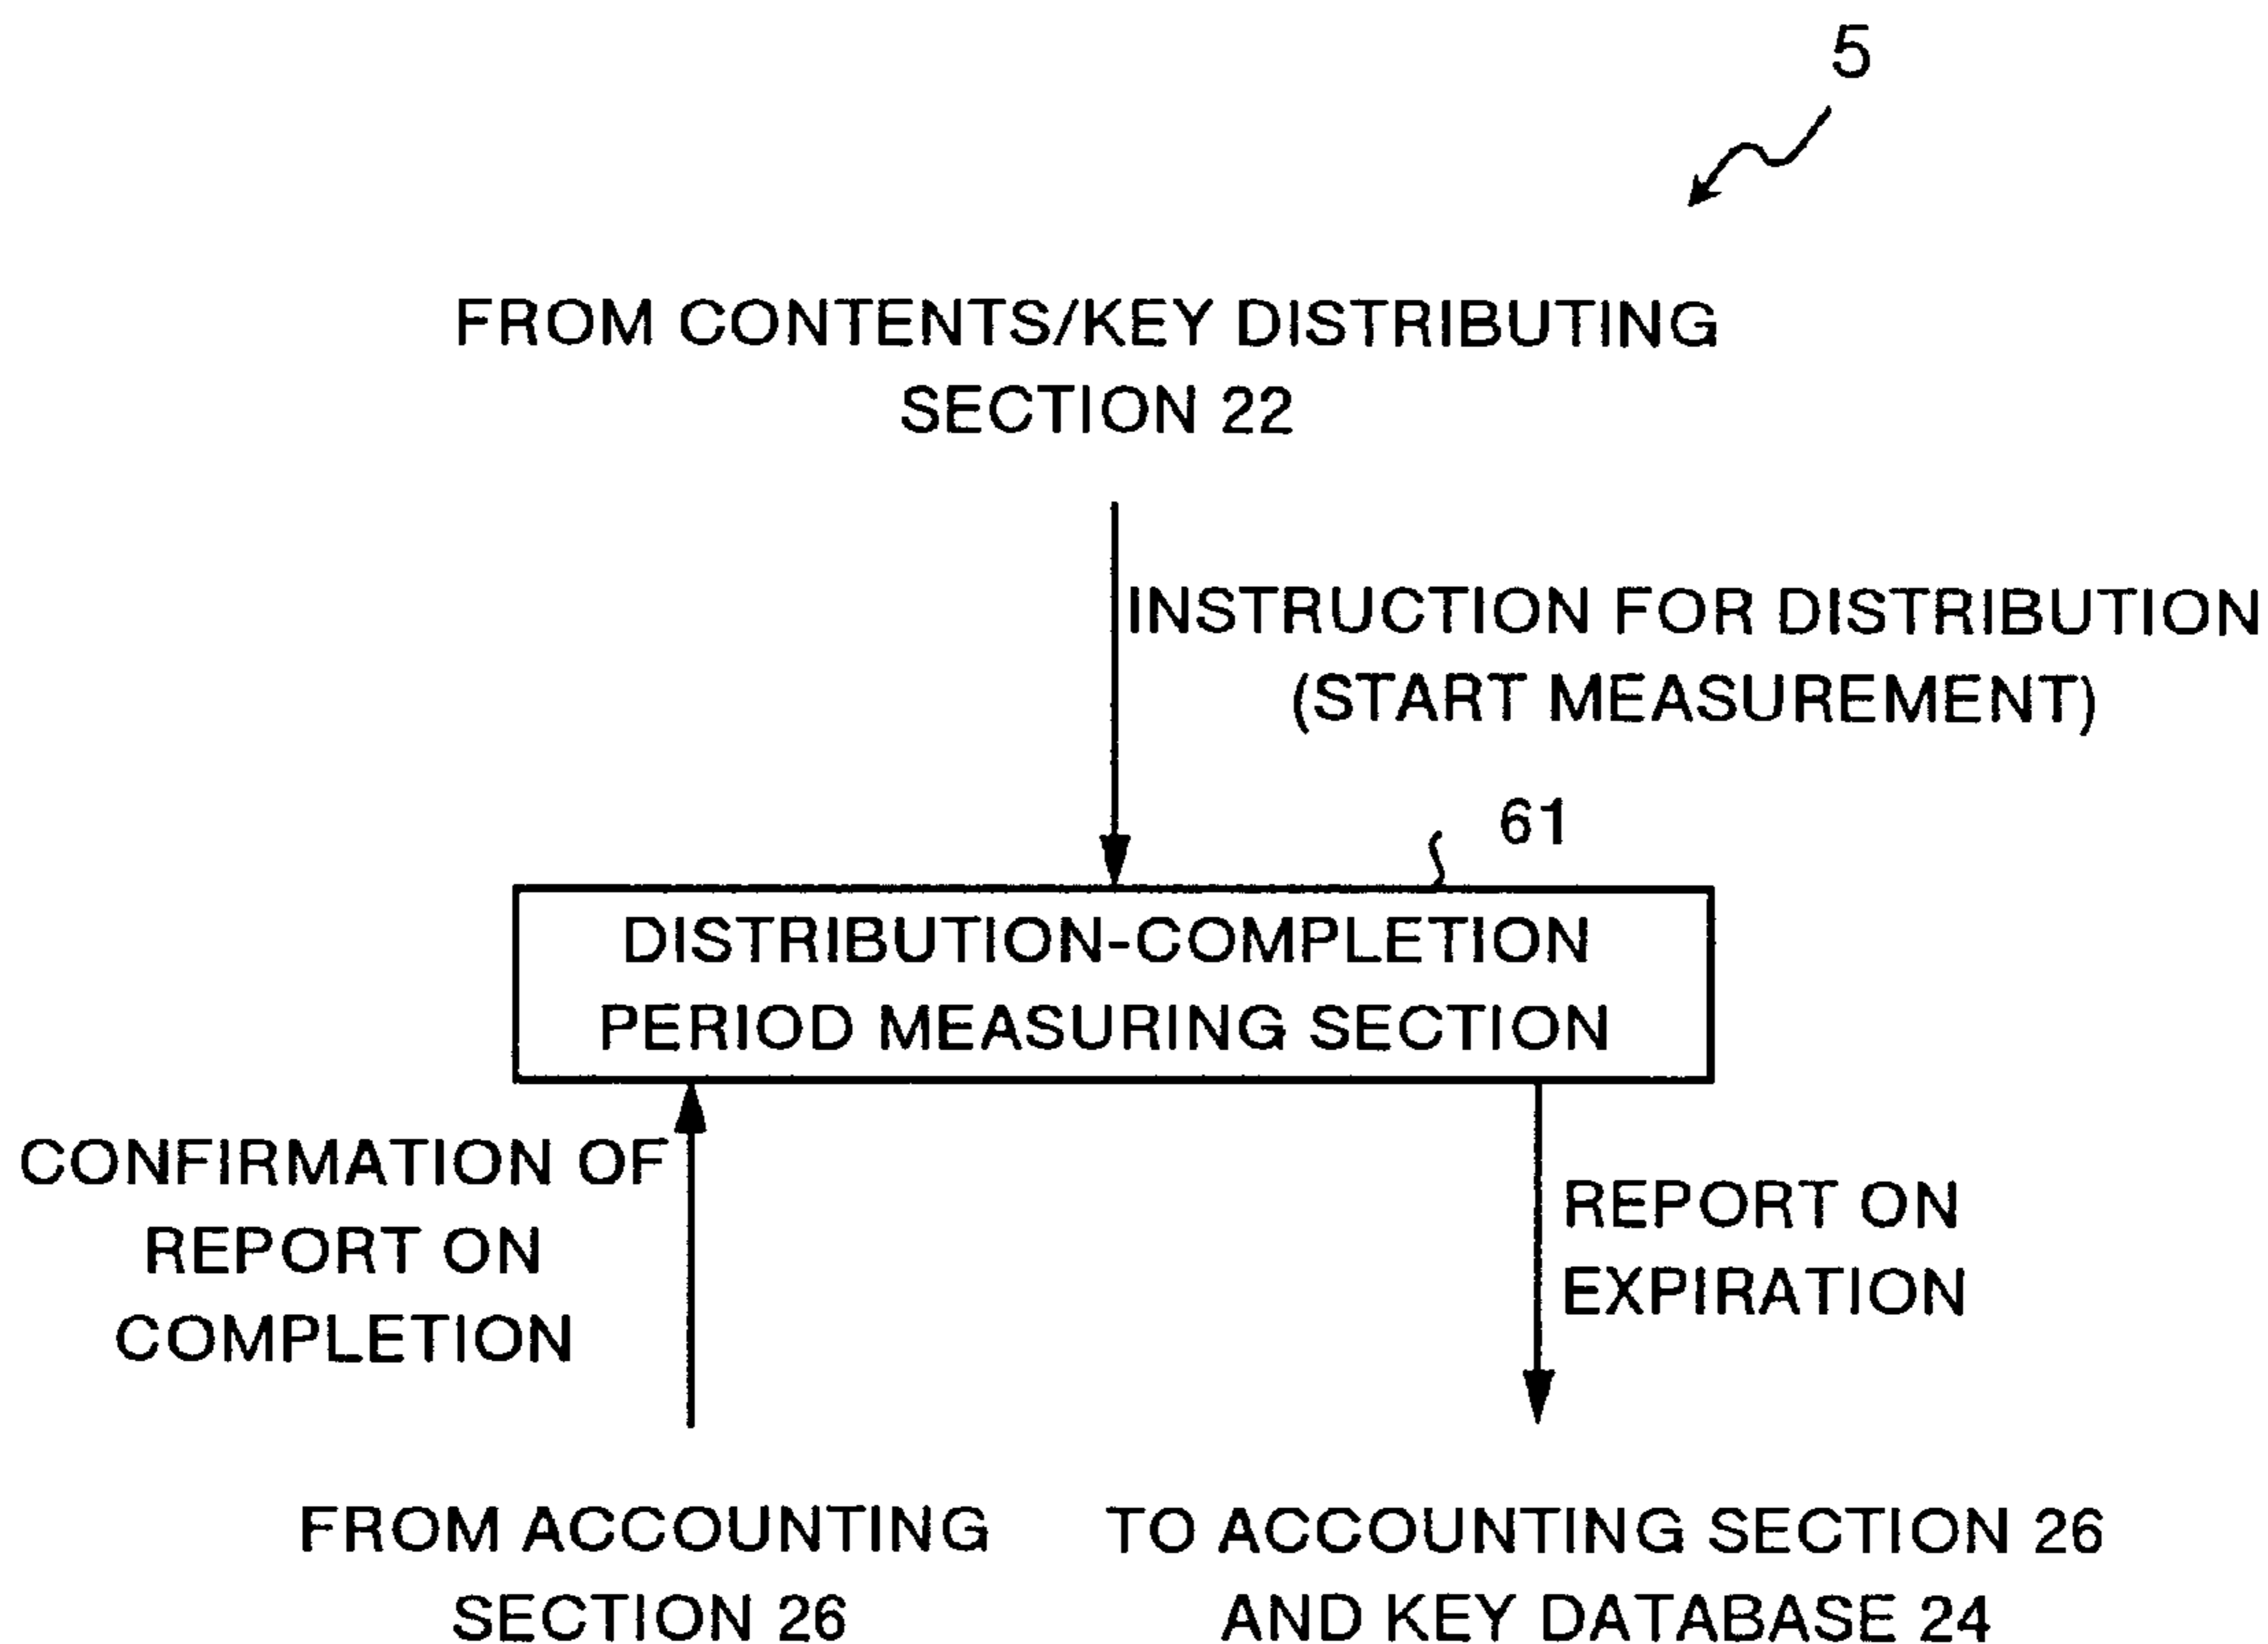 5
FROM CONTENTS/KEY DISTRIBUTING
SECTION 22
INSTRUCTION FOR DISTRIBUTION
(START MEASUREMENT)
61
DISTRIBUTION-COMPLETION
PERIOD MEASURING SECTION
CONFIRMATION OF
REPORT ON
COMPLETION
REPORT ON
EXPIRATION
FROM ACCOUNTING
SECTION 26
TO ACCOUNTING SECTION 26
AND KEY DATABASE 24